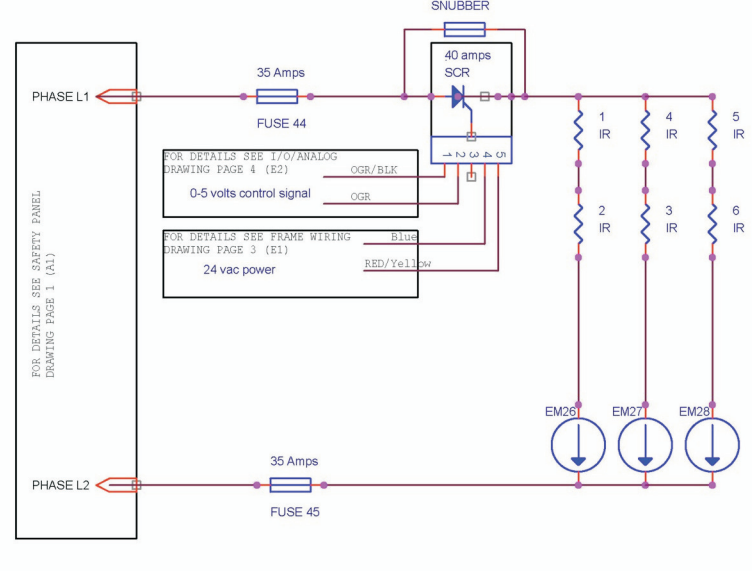 SNUBBER
40 amps
SCR
35 Amps
PHASE L1
FUSE 44
1
IR
4
IR
5
IR
1 2 3 4 5
FOR DETAILS SEE I/O/ANALOG
DRAWING PAGE 4 (E2)
OGR/BLK
0-5 volts control signal
OGR
2
IR
3
IR
6
IR
FOR DETAILS SEE FRAME WIRING
DRAWING PAGE 3 (E1)
Blue
RED/Yellow
24 vac power
FOR DETAILS SEE SAFETY PANEL
DRAWING PAGE 1 (A1)
EM26
EM27
EM28
35 Amps
PHASE L2
FUSE 45